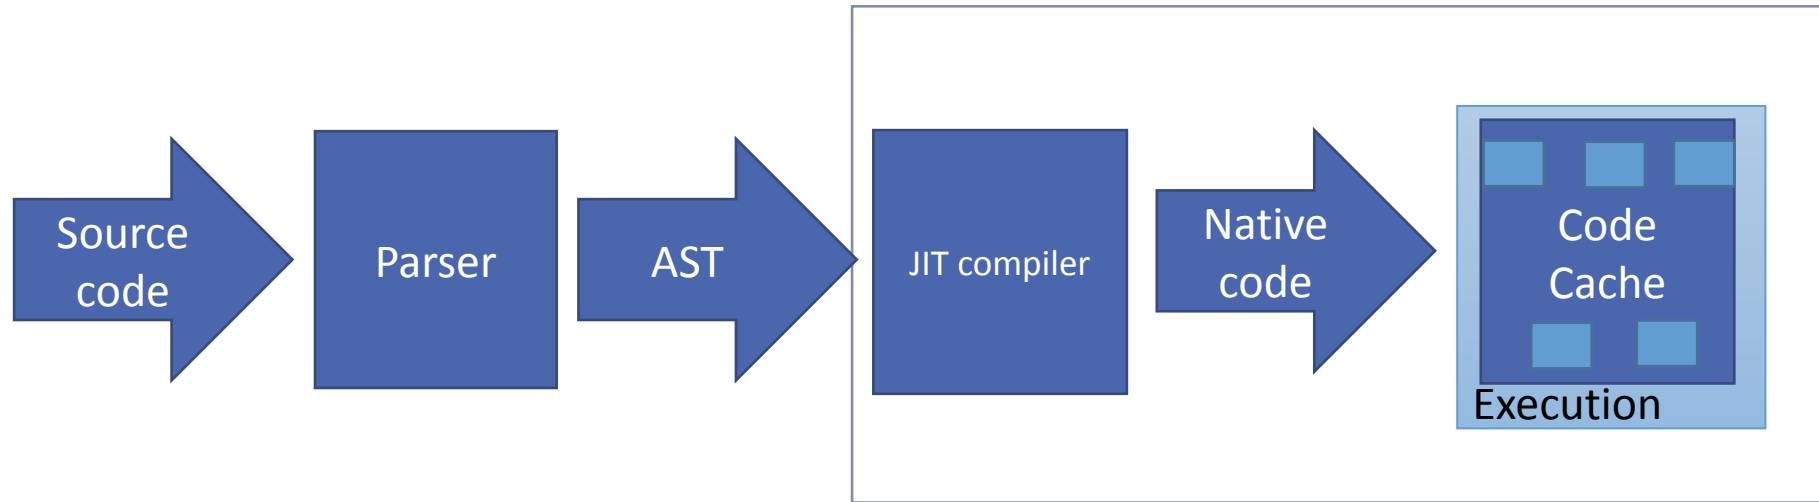 Source
code
Parser
AST
JIT compiler
Native
code
Code
Cache
Execution